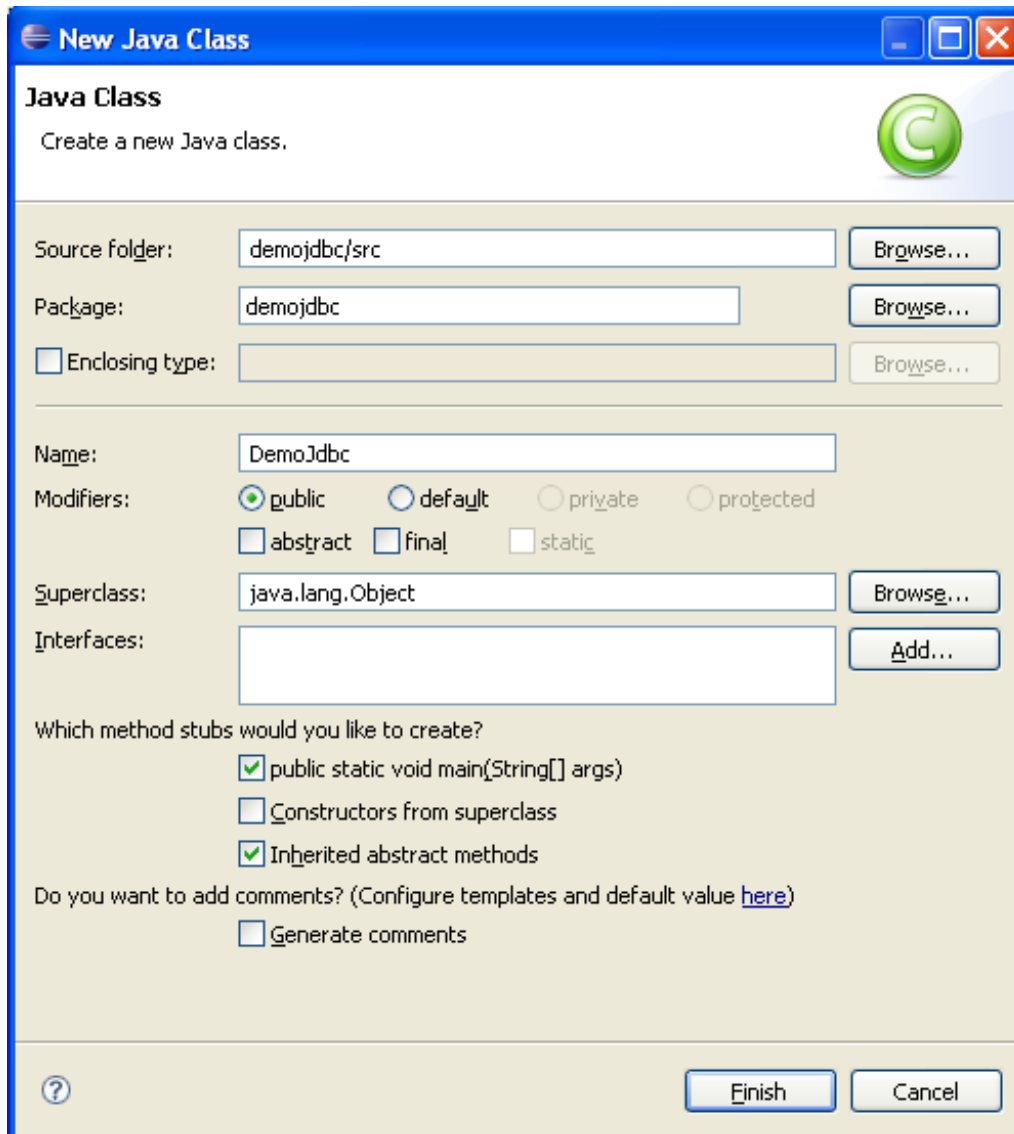 New Java Class
Java Class
Create a new Java class.
Source folder: demojdbc/src Browse...
Package: demojdbc Browse...
Enclosing type: Browse...
Name: DemoJdbc
Modifiers: public default private protected
abstract final static
Superclass: java.lang.Object Browse...
Interfaces: Add...
Which method stubs would you like to create?
public static void main(String[] args)
Constructors from superclass
Inherited abstract methods
Do you want to add comments? (Configure templates and default value here)
Generate comments
? Finish Cancel